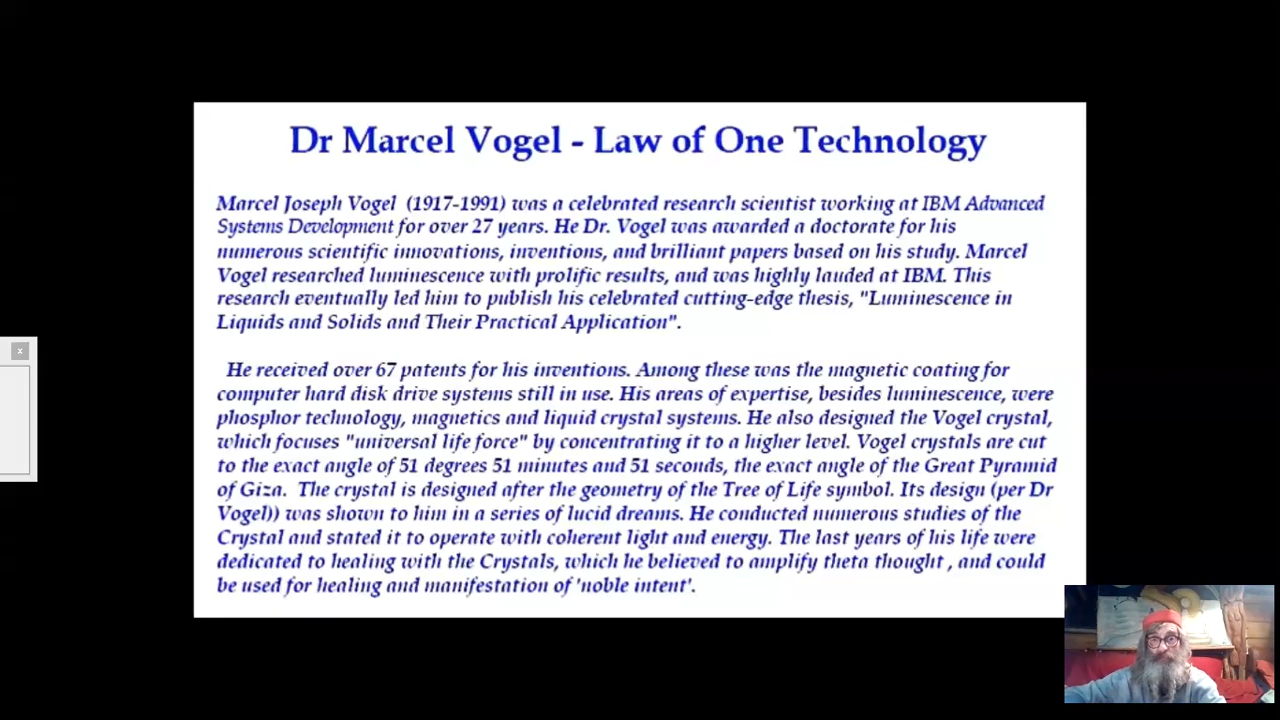 Dr Marcel Vogel - Law of One Technology
Marcel Joseph Vogel (1917-1991) was a celebrated research scientist working at IBM Advanced
Systems Development for over 27 years. He Dr. Vogel was awarded a doctorate for his
numerous scientific innovations, inventions, and brilliant papers based on his study. Marcel
Vogel researched luminescence with prolific results, and was highly lauded at IBM. This
research eventually led him to publish his celebrated cutting-edge thesis, "Luminescence in
Liquids and Solids and Their Practical Application".
He received over 67 patents for his inventions. Among these was the magnetic coating for
computer hard disk drive systems still in use. His areas of expertise, besides luminescence, were
phosphor technology, magnetics and liquid crystal systems. He also designed the Vogel crystal,
which focuses "universal life force" by concentrating it to a higher level. Vogel crystals are cut
to the exact angle of 51 degrees 51 minutes and 51 seconds, the exact angle of the Great Pyramid
of Giza. The crystal is designed after the geometry of the Tree of Life symbol. Its design (per Dr
Vogel)) was shown to him in a series of lucid dreams. He conducted numerous studies of the
Crystal and stated it to operate with coherent light and energy. The last years of his life were
dedicated to healing with the Crystals, which he believed to amplify theta thought , and could
be used for healing and manifestation of 'noble intent'.
x